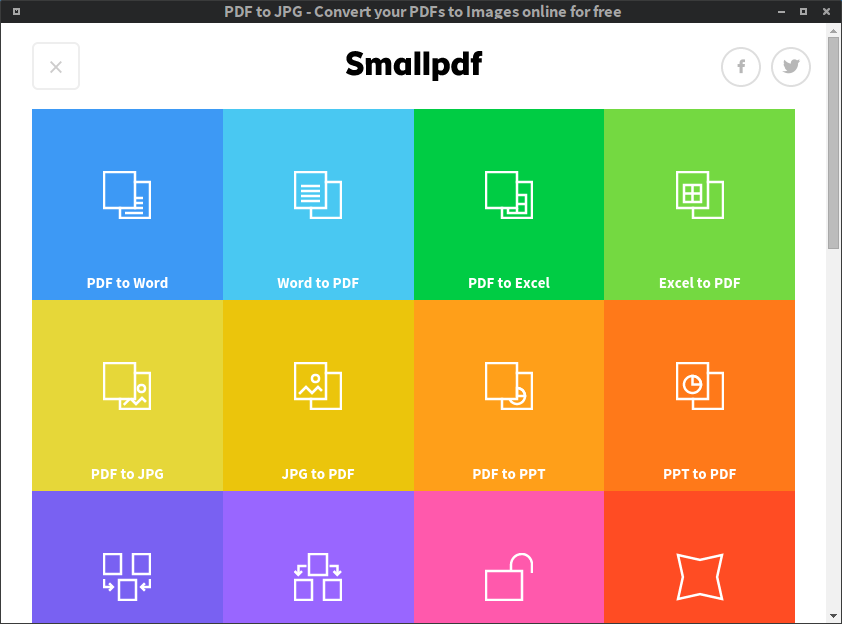 PDF to JPG - Convert your PDFs to Images online for free
Smallpdf
PDF to Word
Word to PDF
PDF to Excel
Excel to PDF
PDF to JPG
JPG to PDF
PDF to PPT
PPT to PDF